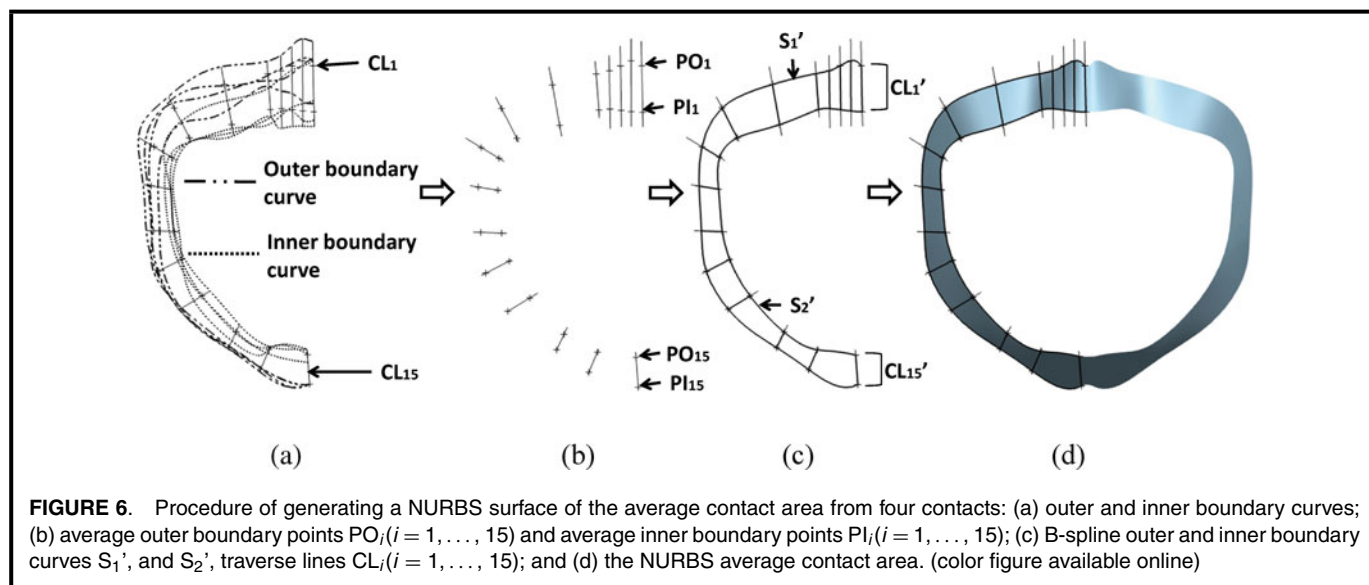 CL₁
Outer boundary
curve
Inner boundary
curve
CL₁₅
PO₁
PI₁
PO₁₅
PI₁₅
S₁’
CL₁’
S₂’
CL₁₅’
(a) (b) (c) (d)
FIGURE 6. Procedure of generating a NURBS surface of the average contact area from four contacts: (a) outer and inner boundary curves;
(b) average outer boundary points POᵢ(i = 1, . . . , 15) and average inner boundary points PIᵢ(i = 1, . . . , 15); (c) B-spline outer and inner boundary
curves S₁’, and S₂’, traverse lines CLᵢ(i = 1, . . . , 15); and (d) the NURBS average contact area. (color figure available online)